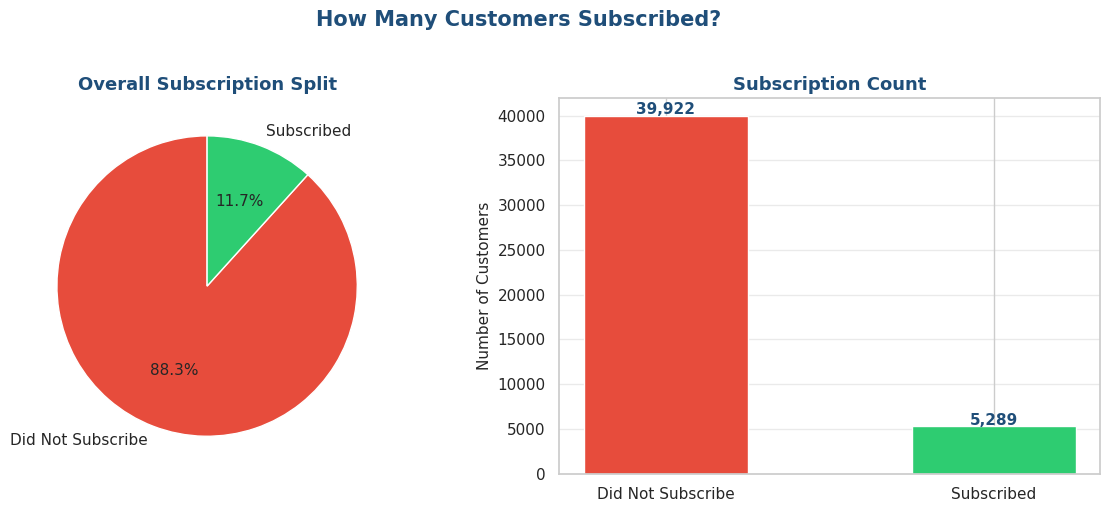 How Many Customers Subscribed?
Overall Subscription Split
Subscribed
11.7%
88.3%
Did Not Subscribe
Subscription Count
Number of Customers
40000
35000
30000
25000
20000
15000
10000
5000
0
39,922
5,289
Did Not Subscribe
Subscribed